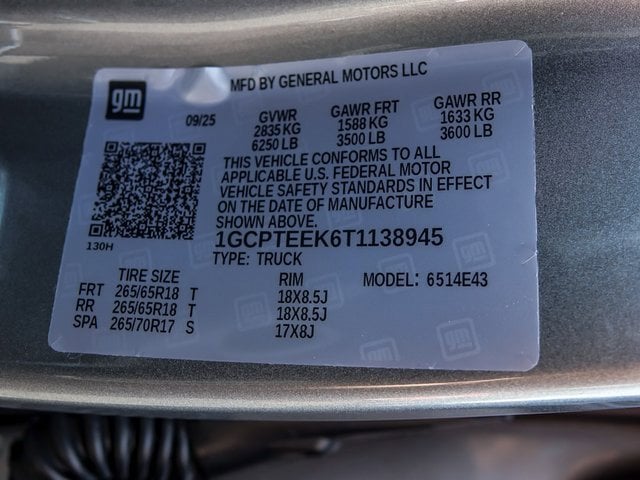 gm
MFD BY GENERAL MOTORS LLC
09/25
GVWR GAWR FRT GAWR RR
2835 KG 1588 KG 1633 KG
6250 LB 3500 LB 3600 LB
THIS VEHICLE CONFORMS TO ALL
APPLICABLE U.S. FEDERAL MOTOR
VEHICLE SAFETY STANDARDS IN EFFECT
ON THE DATE OF MANUFACTURE
SHOWN ABOVE.
130H
1GCPTEEK6T1138945
TYPE: TRUCK
TIRE SIZE RIM MODEL: 6514E43
FRT 265/65R18 T 18X8.5J
RR 265/65R18 T 18X8.5J
SPA 265/70R17 S 17X8J